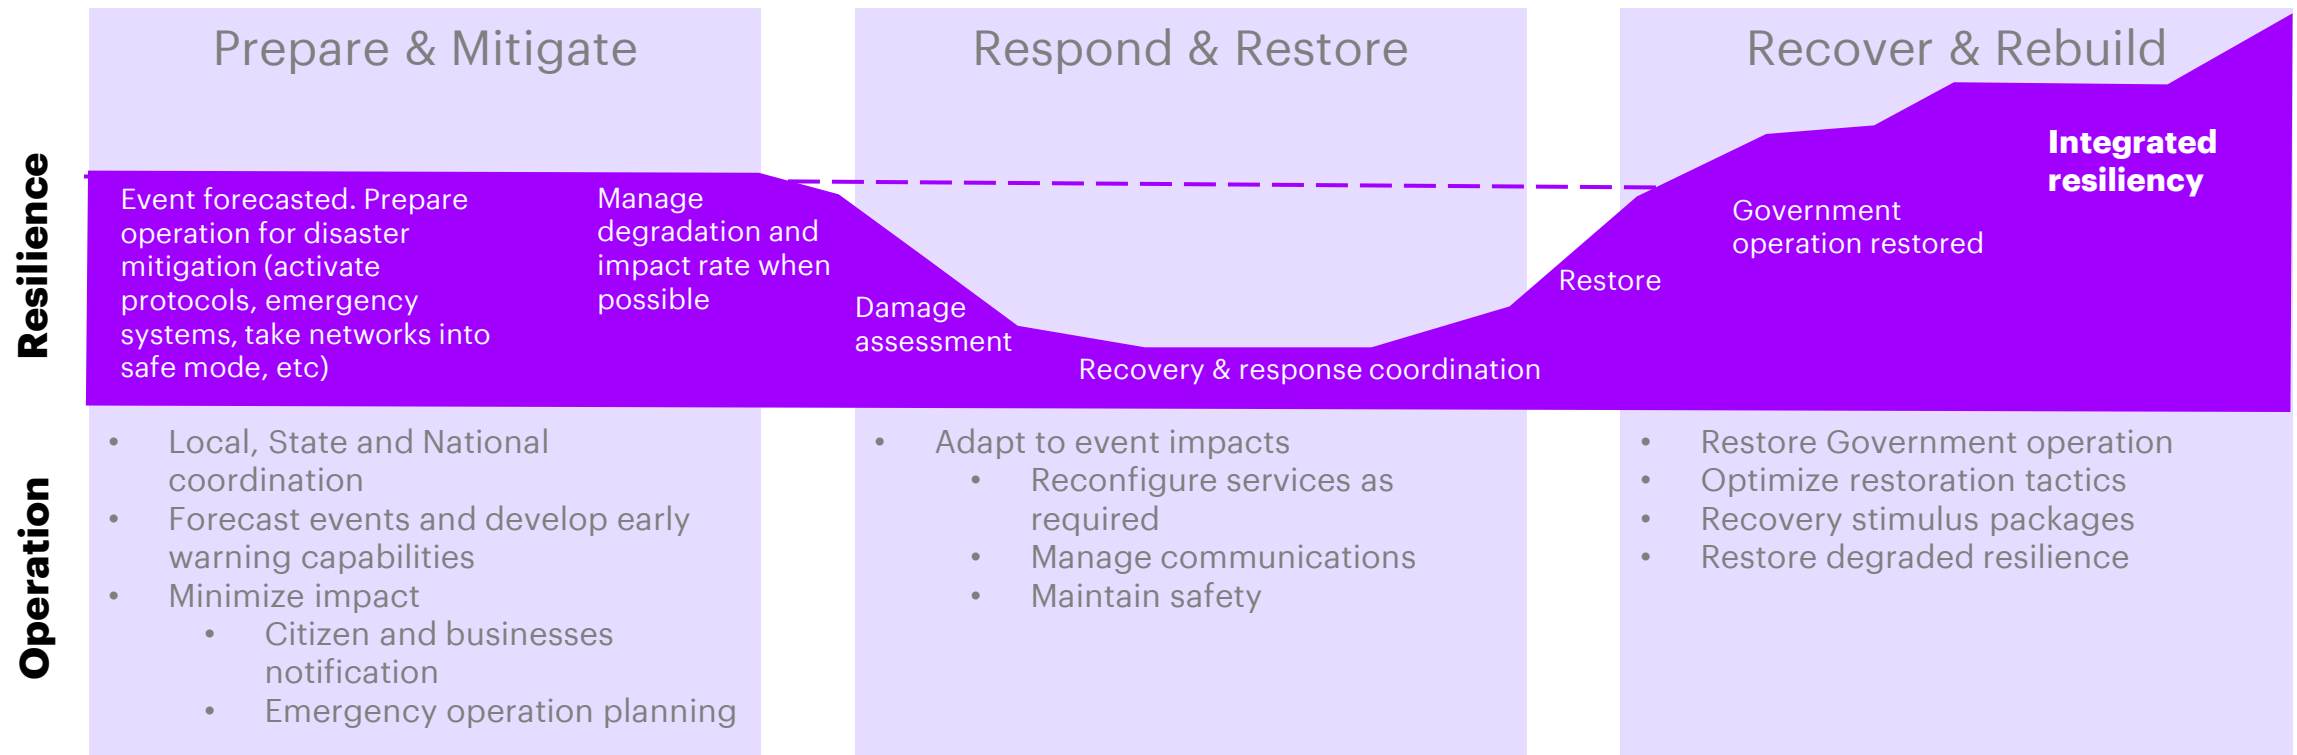 Prepare & Mitigate
Respond & Restore
Recover & Rebuild
Resilience
Event forecasted. Prepare
operation for disaster
mitigation (activate
protocols, emergency
systems, take networks into
safe mode, etc)
Manage
degradation and
impact rate when
possible
Damage
assessment
Recovery & response coordination
Restore
Government
operation restored
Integrated
resiliency
Operation
• Local, State and National
coordination
• Forecast events and develop early
warning capabilities
• Minimize impact
• Citizen and businesses
notification
• Emergency operation planning
• Adapt to event impacts
• Reconfigure services as
required
• Manage communications
• Maintain safety
• Restore Government operation
• Optimize restoration tactics
• Recovery stimulus packages
• Restore degraded resilience